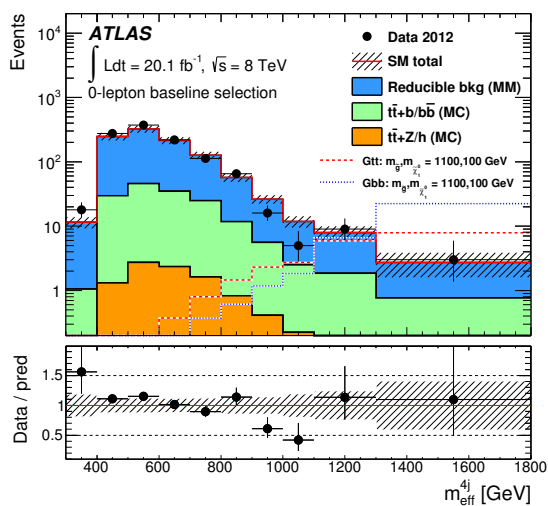 ATLAS
∫ Ldt = 20.1 fb⁻¹, √s = 8 TeV
0-lepton baseline selection
Data 2012
SM total
Reducible bkg (MM)
tt̄+b/bb̄ (MC)
tt̄+Z/h (MC)
Gtt: m_g̃,m_χ̃₁⁰ = 1100,100 GeV
Gbb: m_g̃,m_χ̃₁⁰ = 1100,100 GeV
Events
10⁴
10³
10²
10
1
Data / pred
1.5
1
0.5
400 600 800 1000 1200 1400 1600 1800
m_eff^4j [GeV]